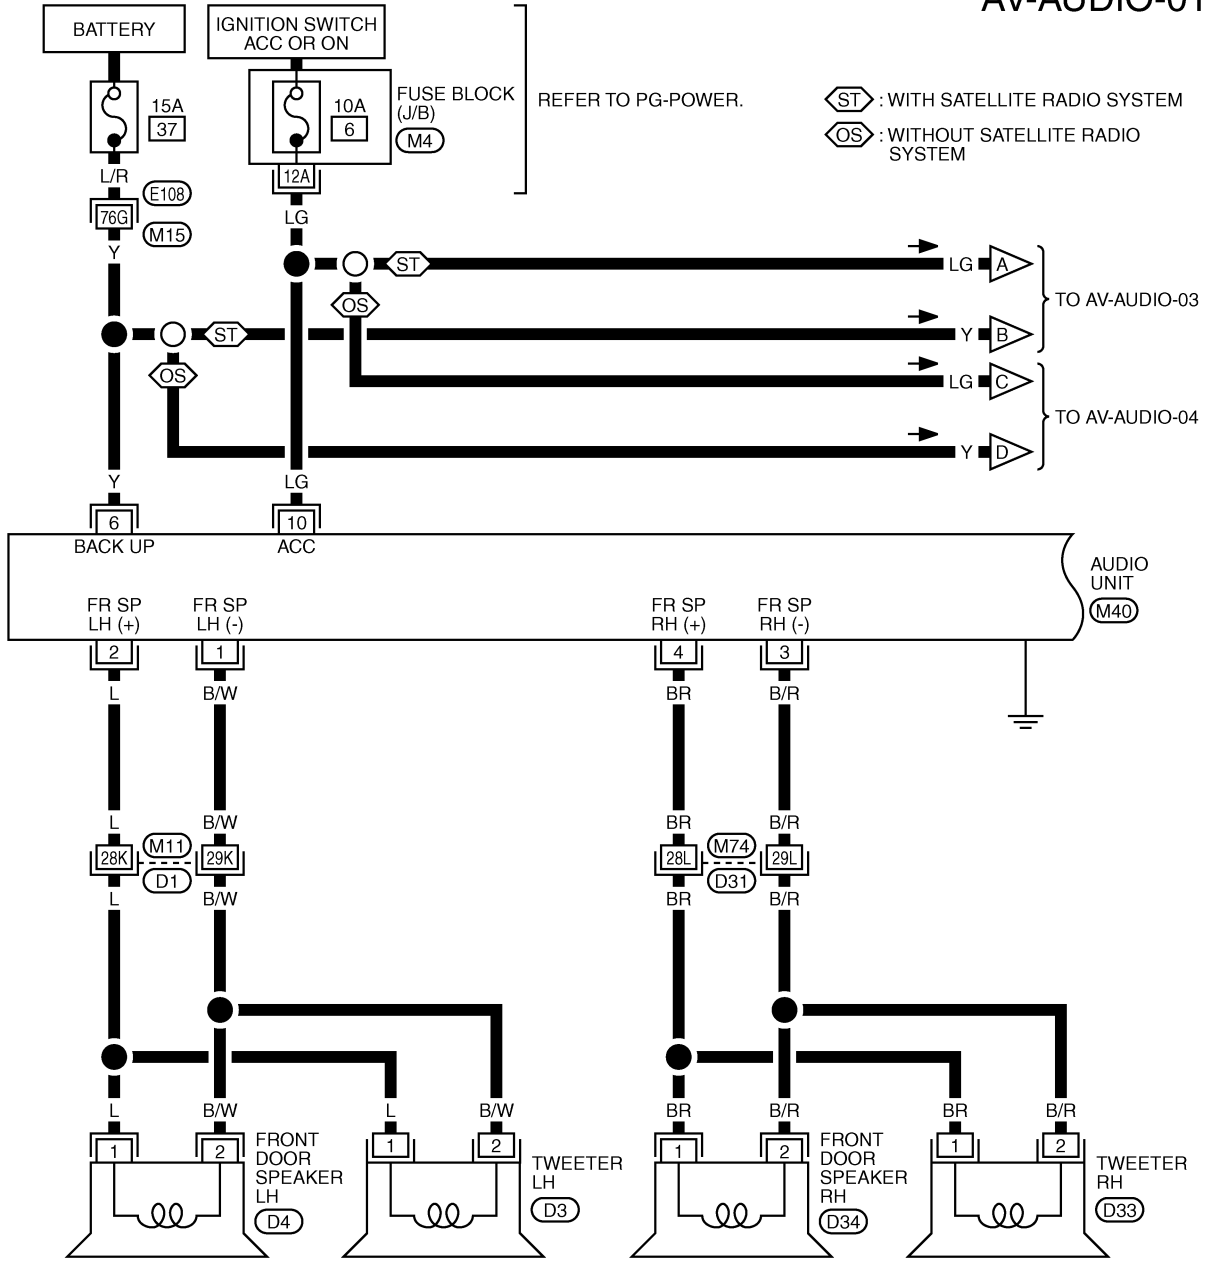 AV-AUDIO-01
BATTERY
IGNITION SWITCH
ACC OR ON
15A
37
10A
6
FUSE BLOCK
(J/B)
M4
REFER TO PG-POWER.
ST : WITH SATELLITE RADIO SYSTEM
OS : WITHOUT SATELLITE RADIO
SYSTEM
L/R
12A
E108
76G
M15
LG
Y
ST
LG A
OS
TO AV-AUDIO-03
ST
Y B
OS
LG C
TO AV-AUDIO-04
Y D
Y
LG
6
10
BACK UP
ACC
AUDIO
UNIT
M40
FR SP
LH (+)
FR SP
LH (-)
FR SP
RH (+)
FR SP
RH (-)
2
1
4
3
L
B/W
BR
B/R
L
B/W
BR
B/R
28K
M11
29K
28L
M74
29L
D1
D31
L
B/W
BR
B/R
L
B/W
L
B/W
BR
B/R
BR
B/R
1
2
FRONT
DOOR
SPEAKER
LH
D4
1
2
TWEETER
LH
D3
1
2
FRONT
DOOR
SPEAKER
RH
D34
1
2
TWEETER
RH
D33